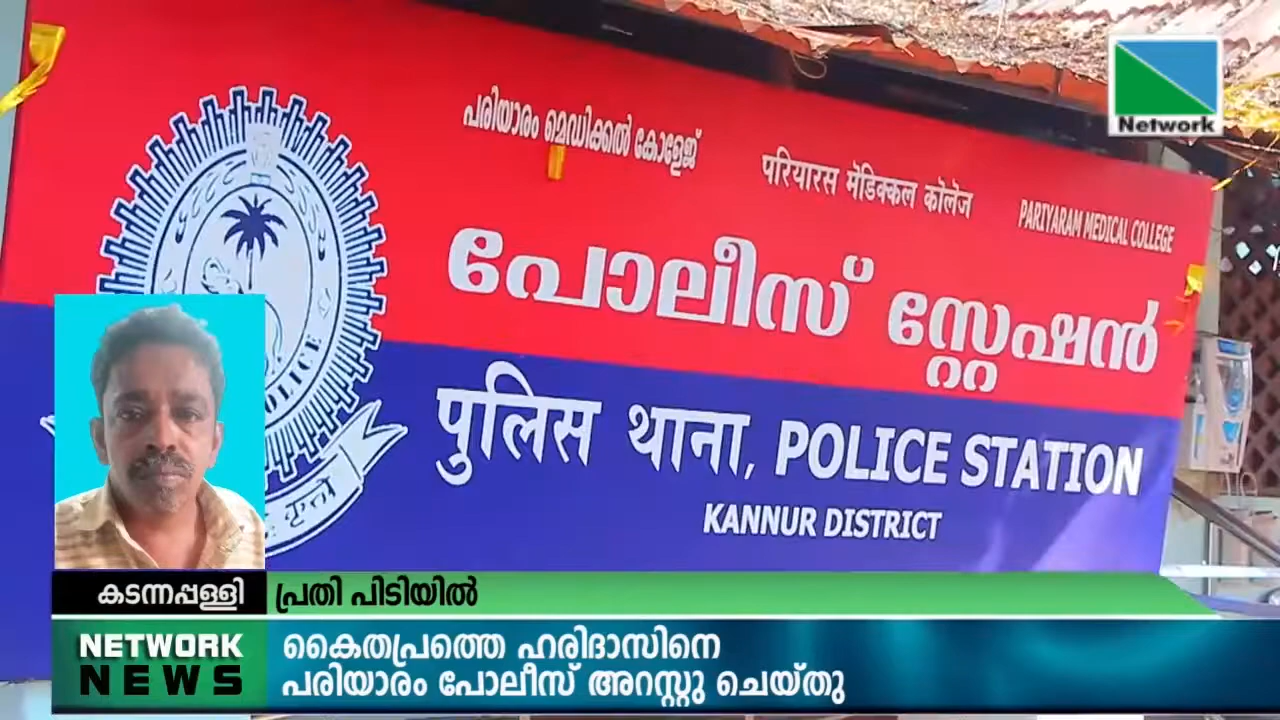 Network
പരിയാരം മെഡിക്കൽ കോളേജ്
परियारम मॆडिक्कल कॉलॆज
PARIYARAM MEDICAL COLLEGE
പോലീസ് സ്റ്റേഷൻ
पुलिस थाना, POLICE STATION
KANNUR DISTRICT
POLICE
കടന്നപ്പള്ളി
പ്രതി പിടിയിൽ
NETWORK NEWS
കൈതപ്രത്തെ ഹരിദാസിനെ
പരിയാരം പോലീസ് അറസ്റ്റു ചെയ്തു